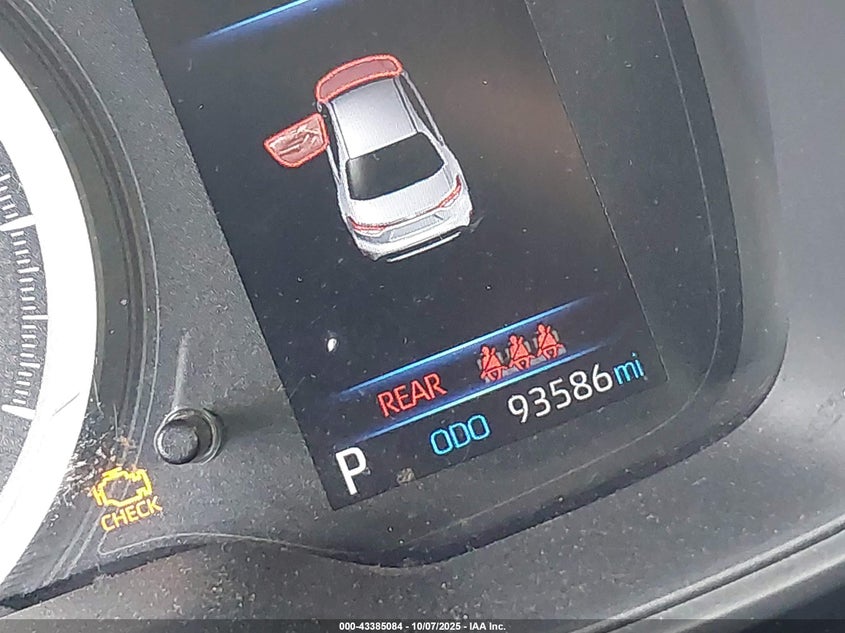 REAR
ODO 93586 mi
P
CHECK
000-43385084 - 10/07/2025 - IAA Inc.